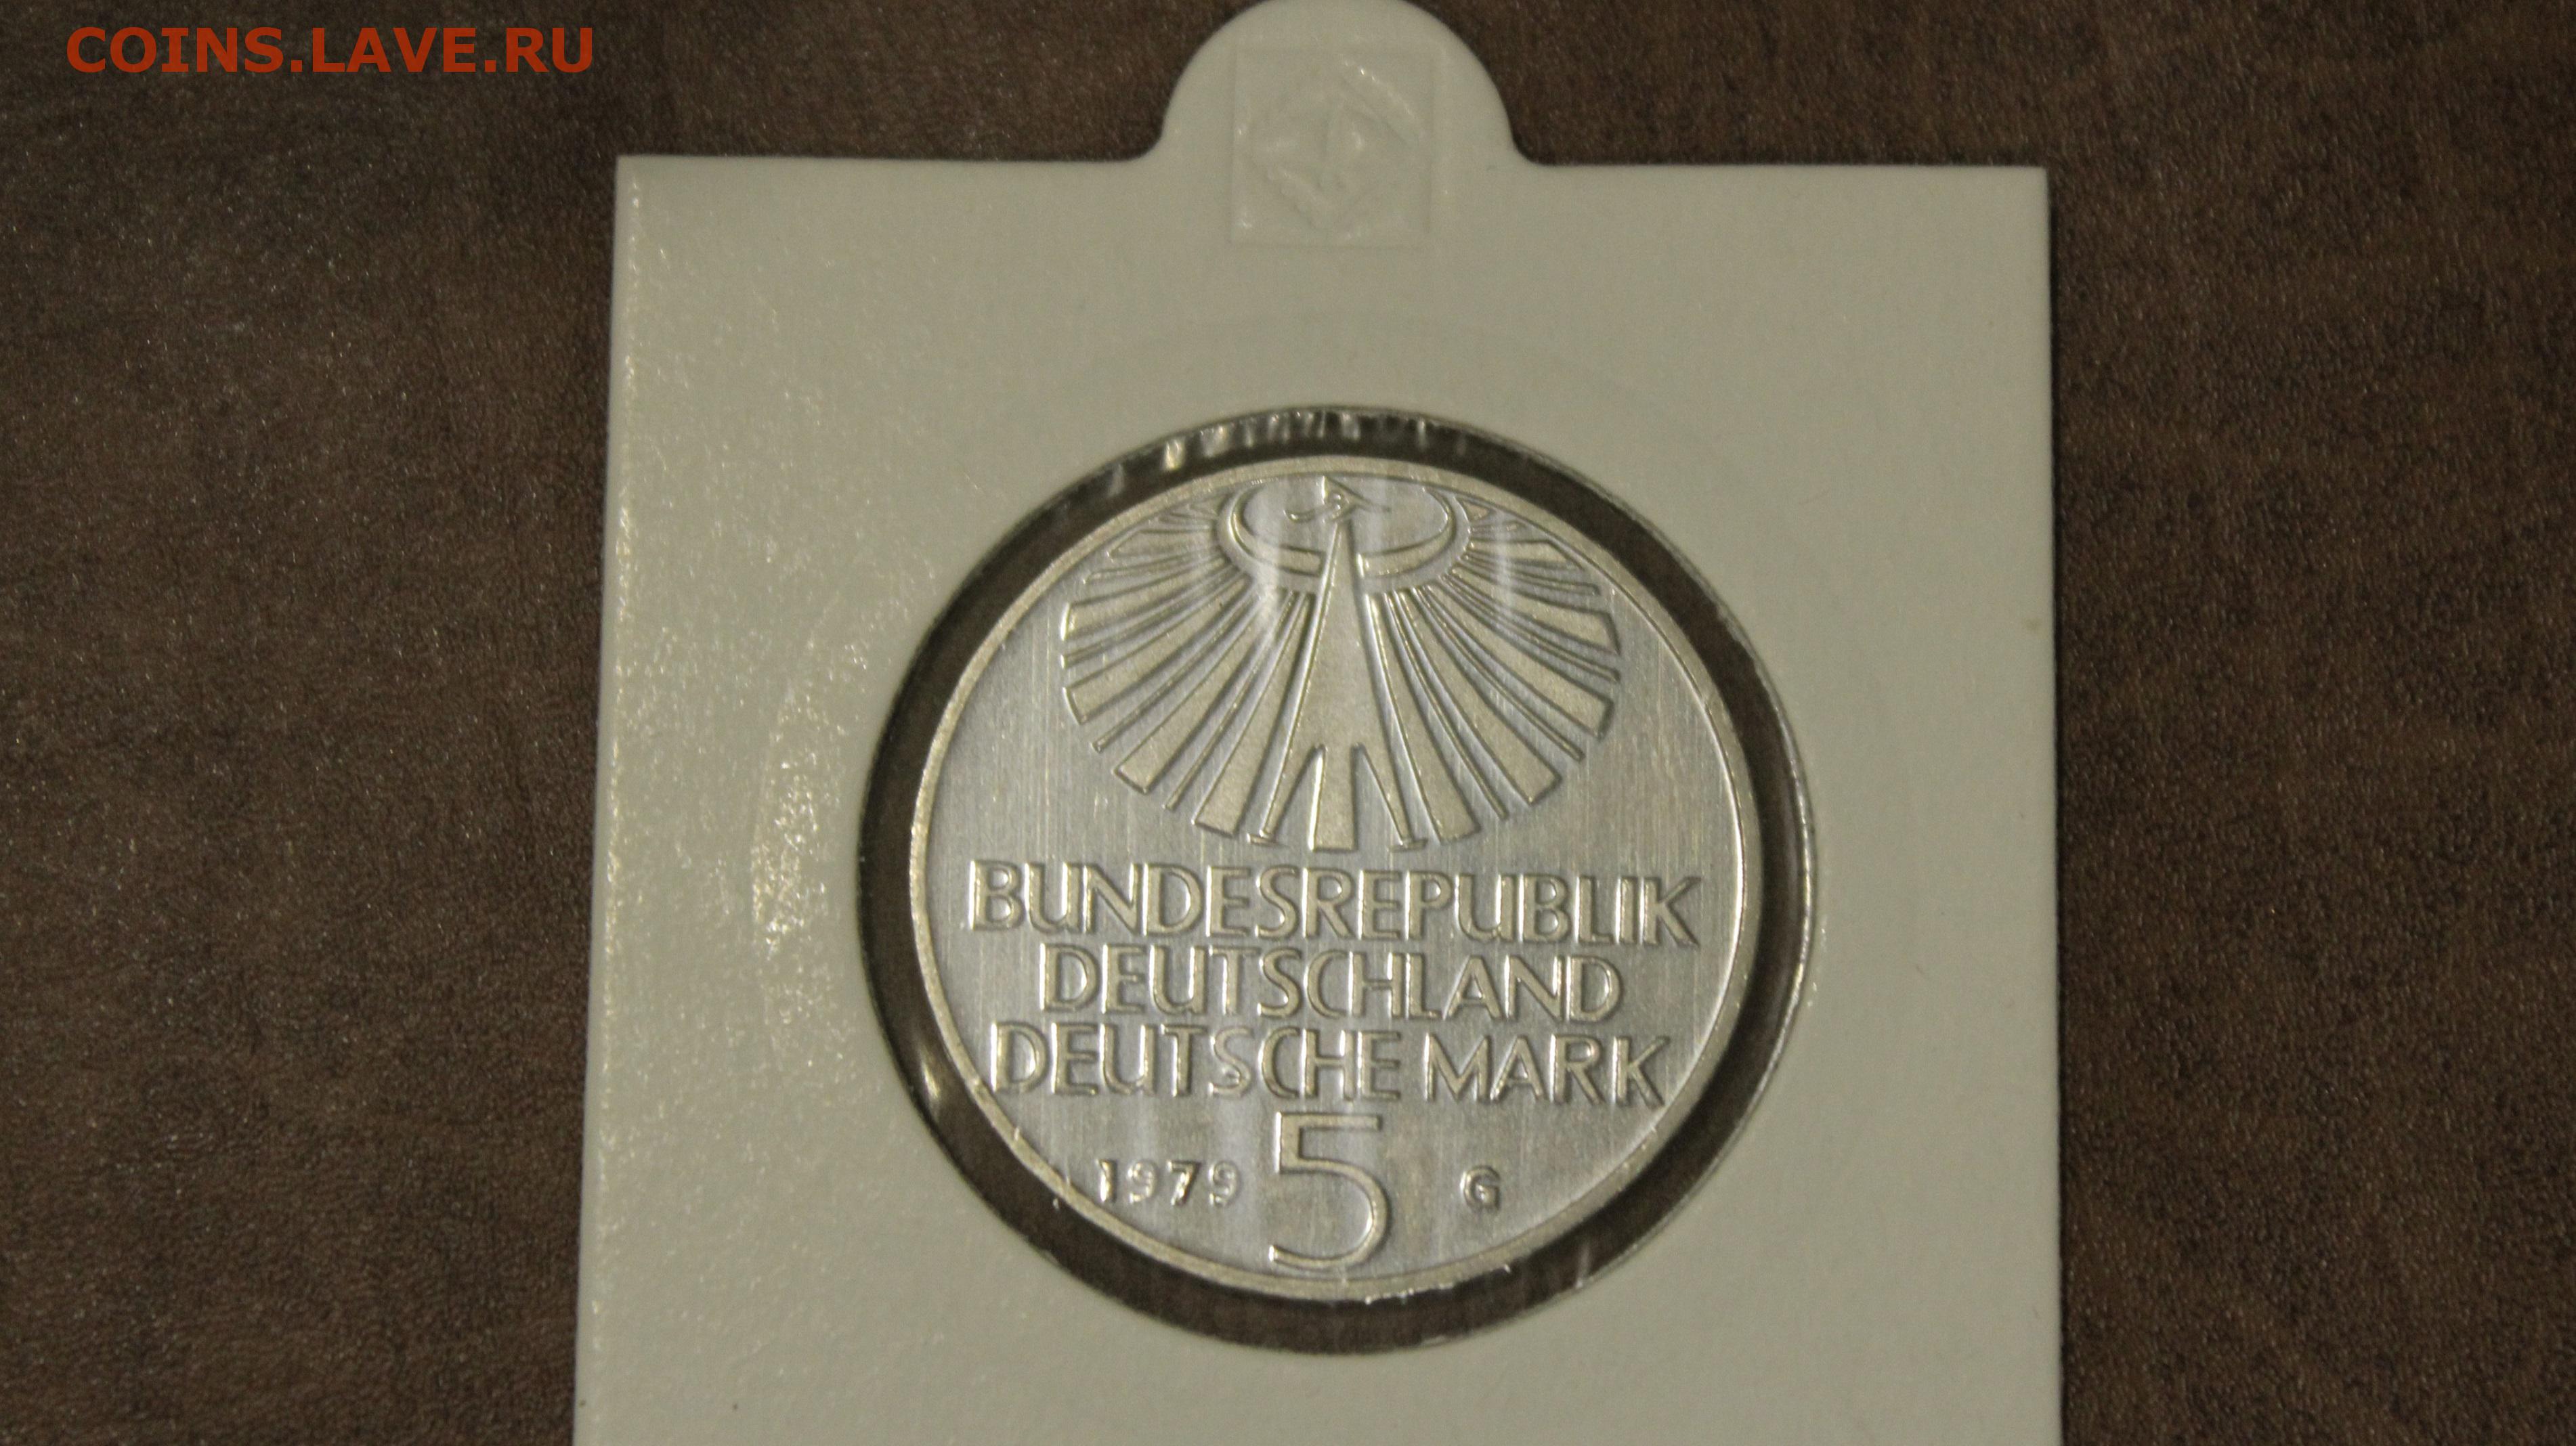 COINS.LAVE.RU
BUNDESREPUBLIK
DEUTSCHLAND
DEUTSCHE MARK
1979 5 G